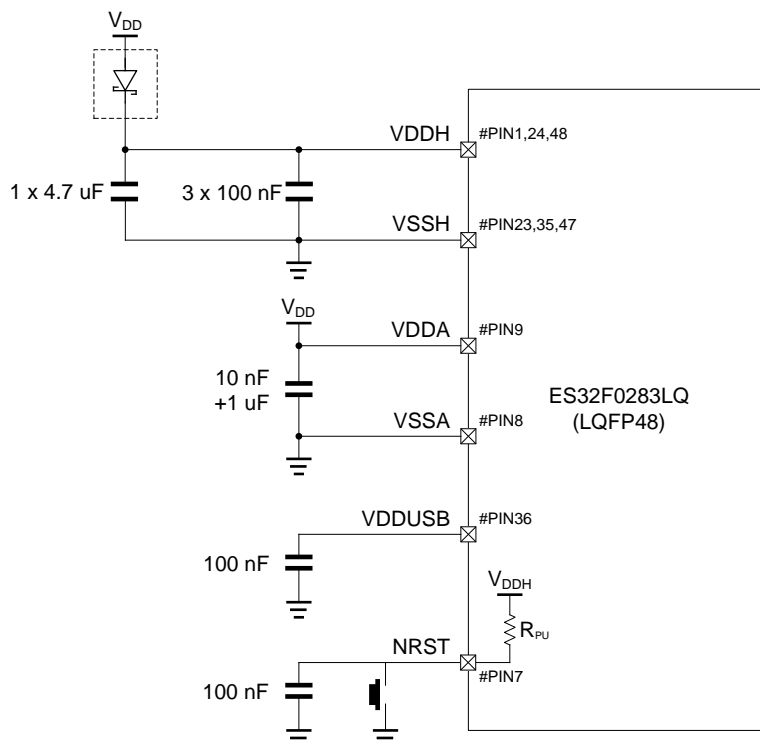 VDD
VDDH
#PIN1,24,48
1 x 4.7 uF
3 x 100 nF
VSSH
#PIN23,35,47
VDD
VDDA
#PIN9
10 nF
+1 uF
ES32F0283LQ
(LQFP48)
VSSA
#PIN8
VDDUSB
#PIN36
100 nF
VDDH
RPU
NRST
#PIN7
100 nF